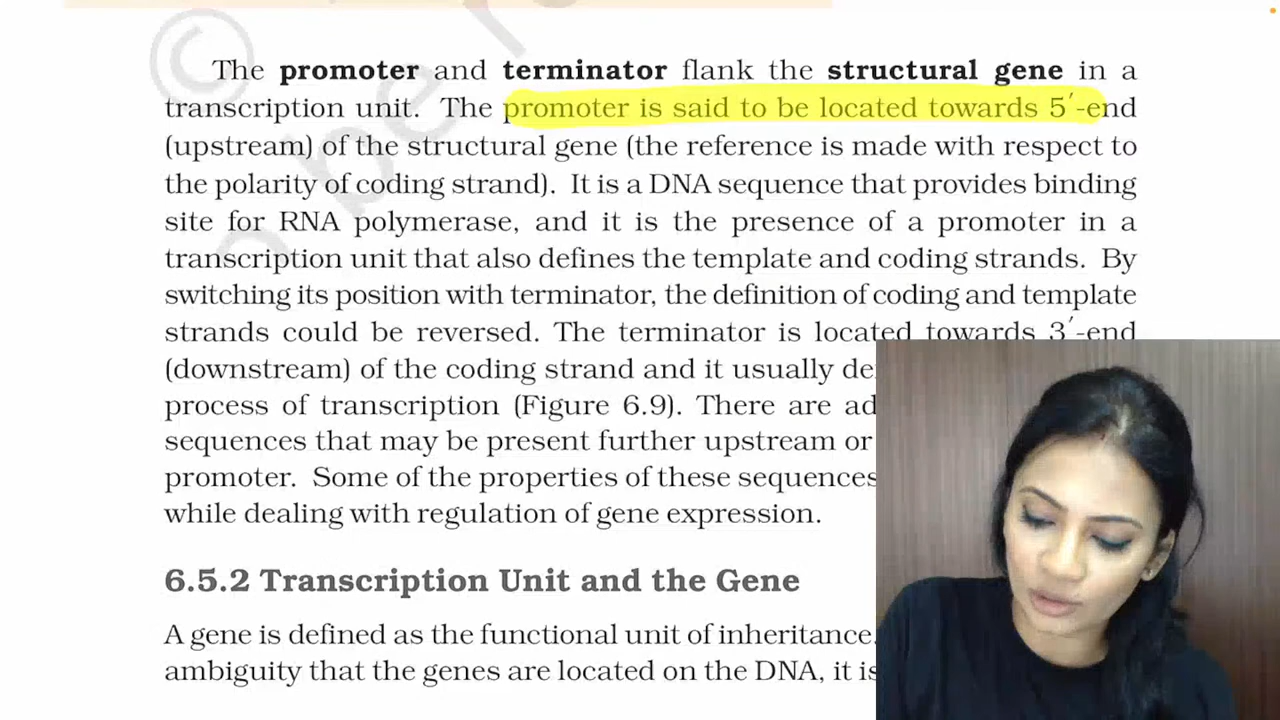 The promoter and terminator flank the structural gene in a
transcription unit. The promoter is said to be located towards 5′-end
(upstream) of the structural gene (the reference is made with respect to
the polarity of coding strand). It is a DNA sequence that provides binding
site for RNA polymerase, and it is the presence of a promoter in a
transcription unit that also defines the template and coding strands. By
switching its position with terminator, the definition of coding and template
strands could be reversed. The terminator is located towards 3′-end
(downstream) of the coding strand and it usually
process of transcription (Figure 6.9). There are
sequences that may be present further upstream or
promoter. Some of the properties of these sequences
while dealing with regulation of gene expression.
6.5.2 Transcription Unit and the Gene
A gene is defined as the functional unit of inheritance.
ambiguity that the genes are located on the DNA, it is